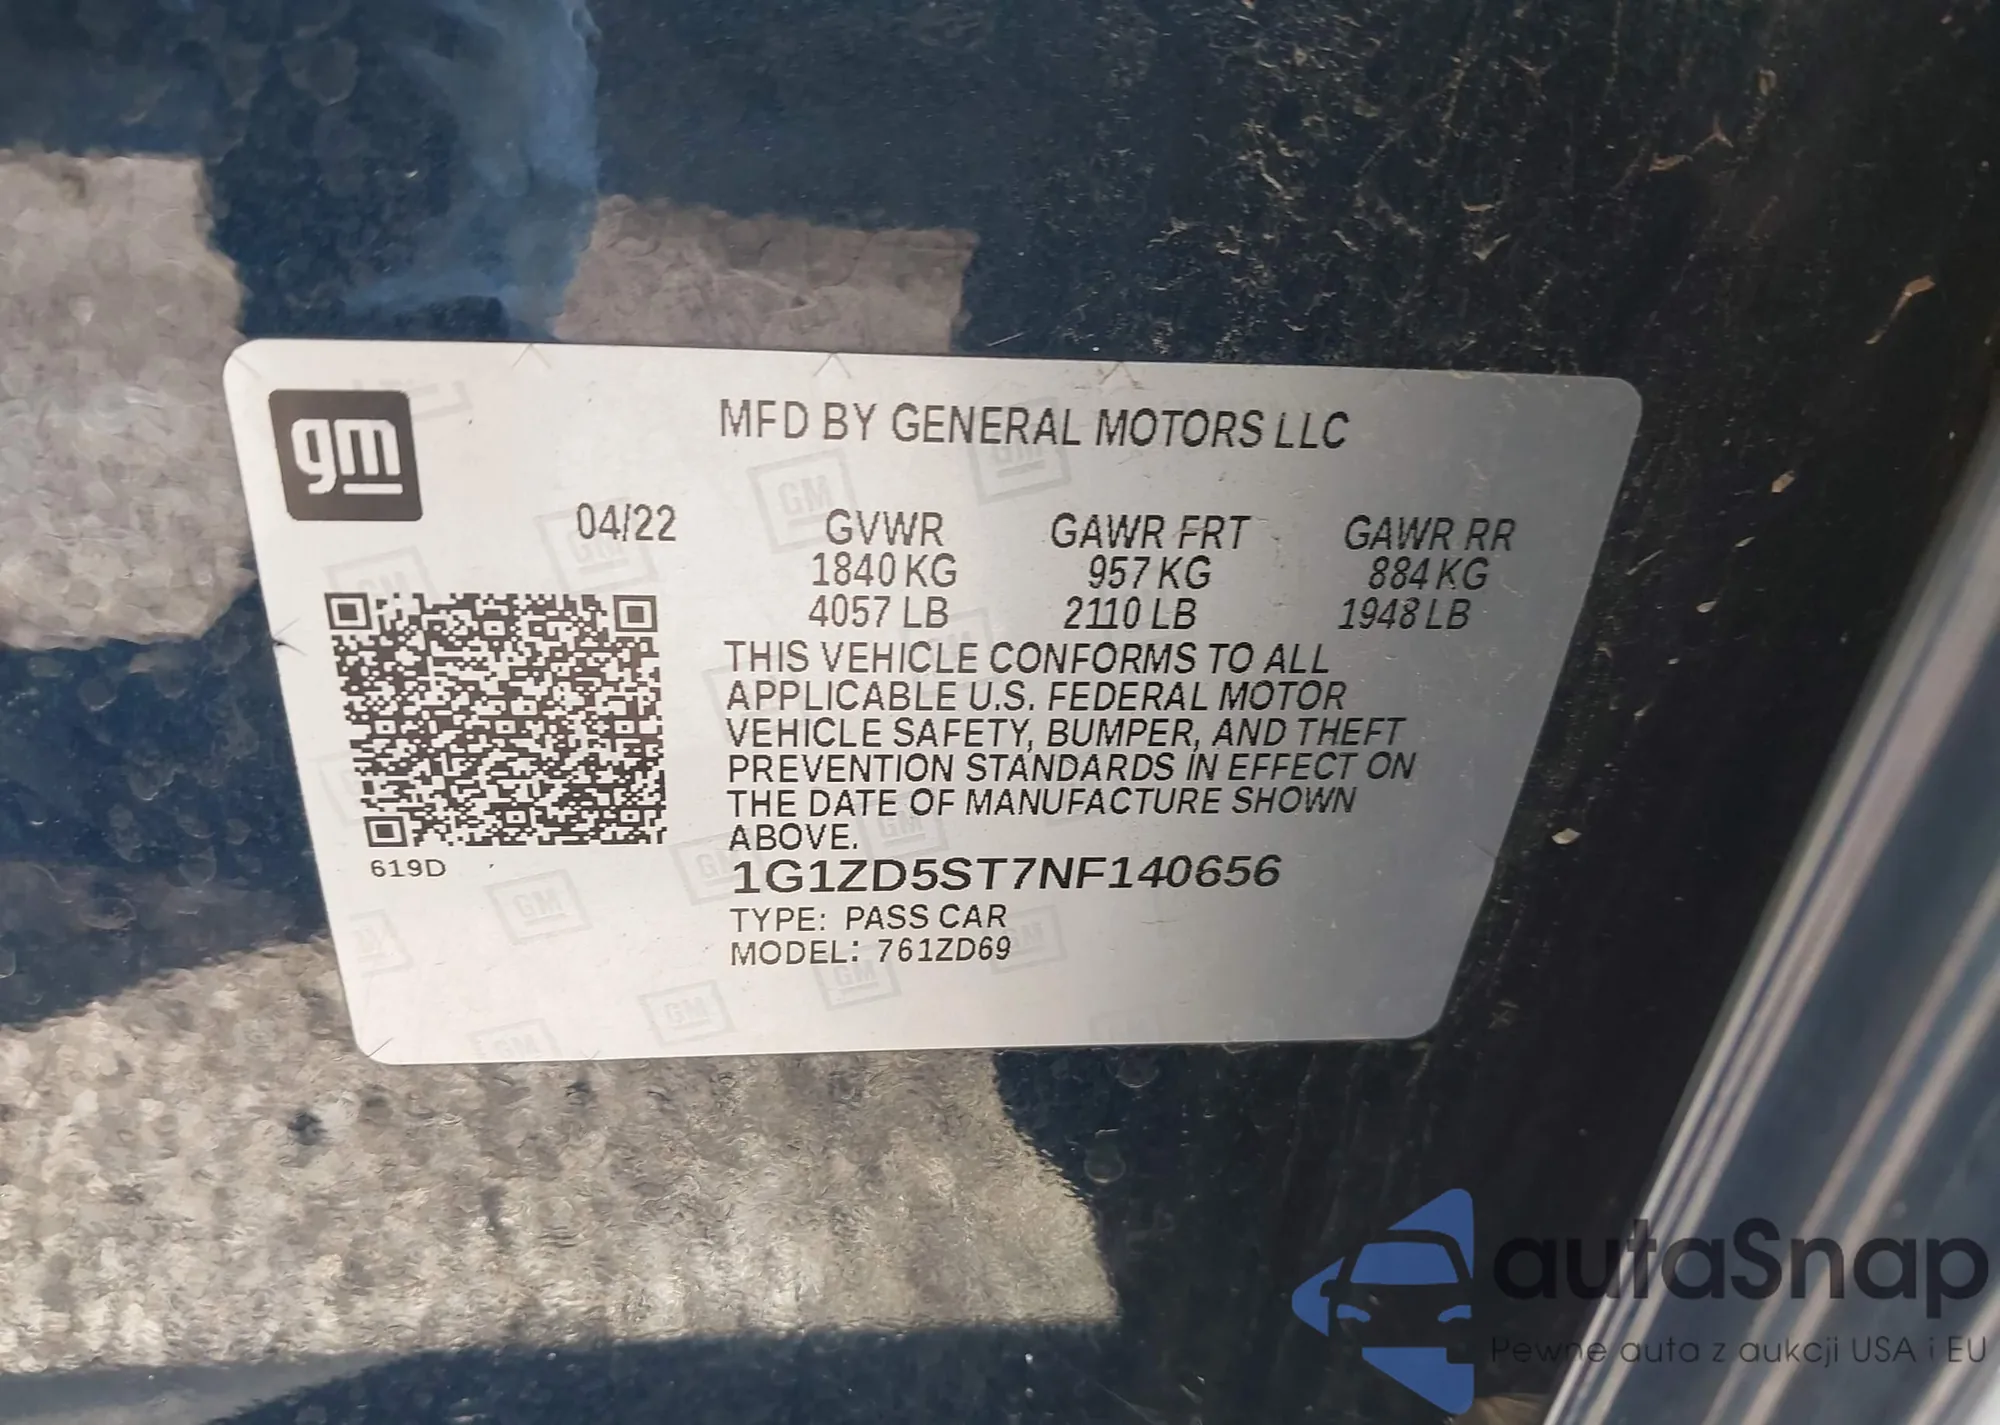 gm
MFD BY GENERAL MOTORS LLC
04/22 GVWR GAWR FRT GAWR RR
1840 KG 957 KG 884 KG
4057 LB 2110 LB 1948 LB
THIS VEHICLE CONFORMS TO ALL
APPLICABLE U.S. FEDERAL MOTOR
VEHICLE SAFETY, BUMPER, AND THEFT
PREVENTION STANDARDS IN EFFECT ON
THE DATE OF MANUFACTURE SHOWN
ABOVE.
619D
1G1ZD5ST7NF140656
TYPE: PASS CAR
MODEL: 761ZD69
autaSnap
Pewne auta z aukcji USA i EU